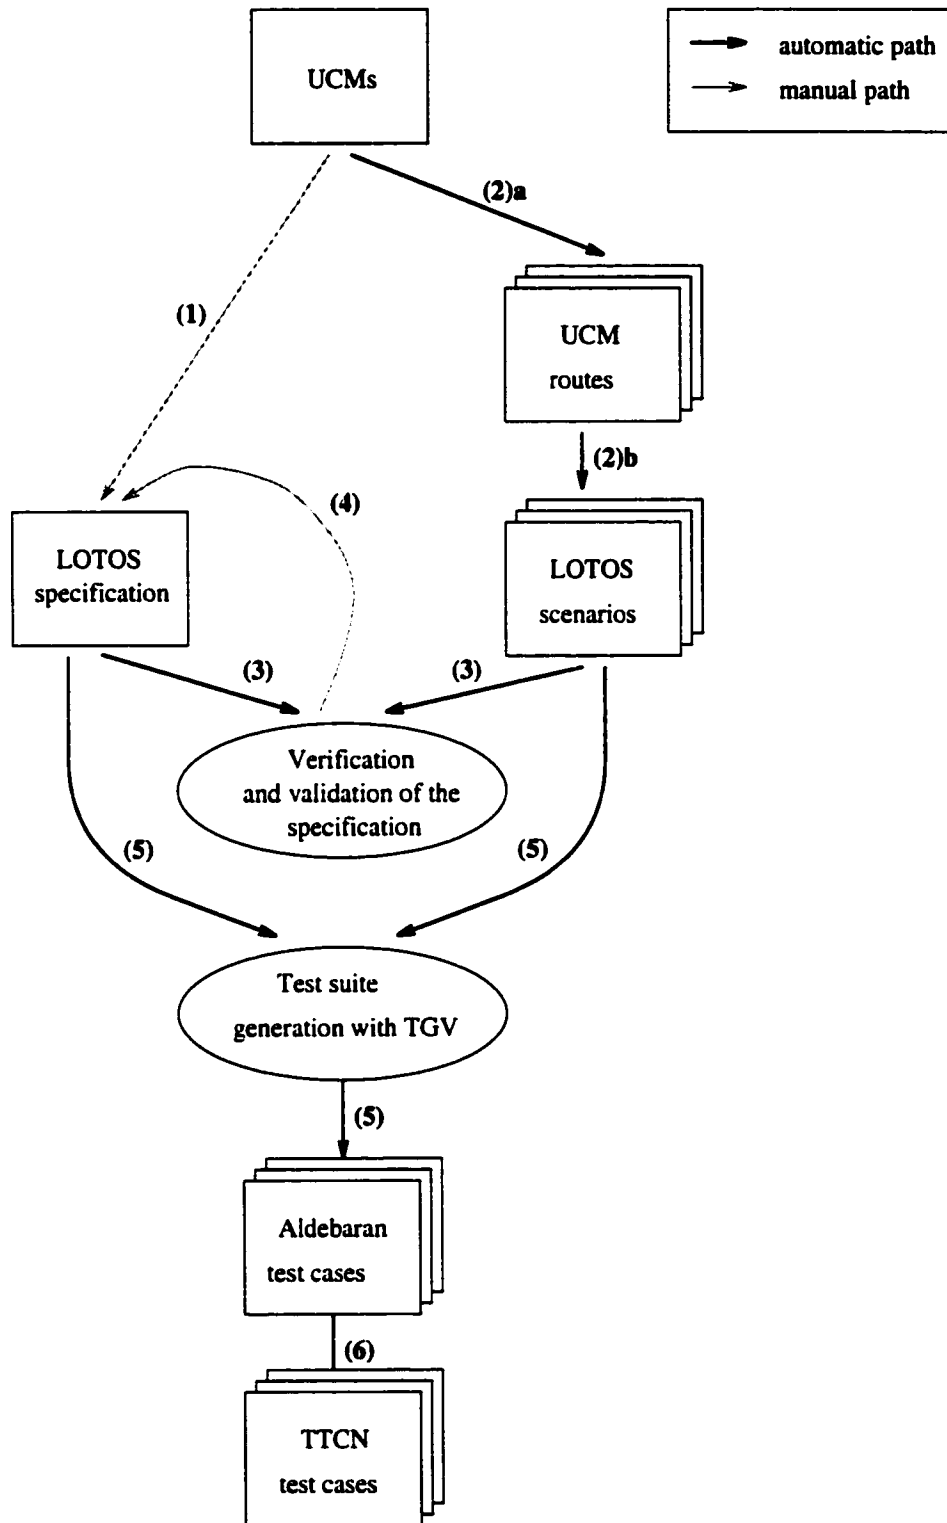 UCMs
automatic path
manual path
(2)a
(1)
UCM
routes
(2)b
(4)
LOTOS
specification
LOTOS
scenarios
(3)
(3)
Verification
and validation of the
specification
(5)
(5)
Test suite
generation with TGV
(5)
Aldebaran
test cases
(6)
TTCN
test cases